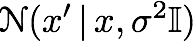 𝒩(x′ | x, σ²𝕀)